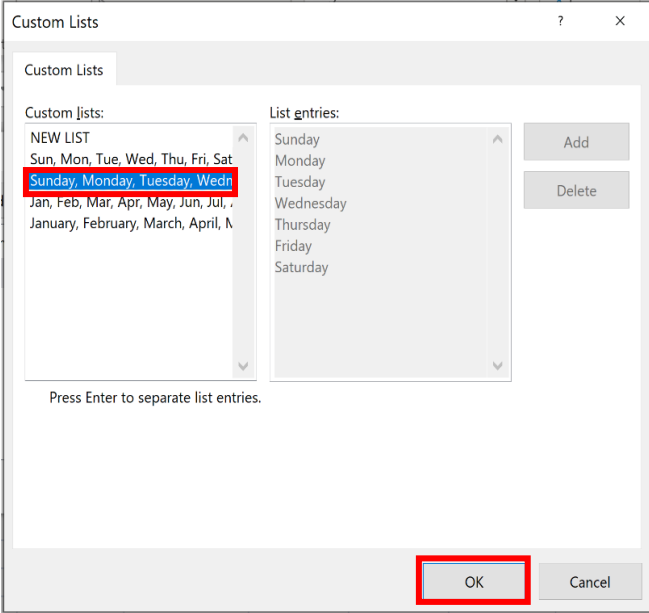 Custom Lists
?
Custom Lists
Custom lists:
NEW LIST
Sun, Mon, Tue, Wed, Thu, Fri, Sat
Sunday, Monday, Tuesday, Wedn
Jan, Feb, Mar, Apr, May, Jun, Jul,
January, February, March, April,
List entries:
Sunday
Monday
Tuesday
Wednesday
Thursday
Friday
Saturday
Add
Delete
Press Enter to separate list entries.
OK
Cancel